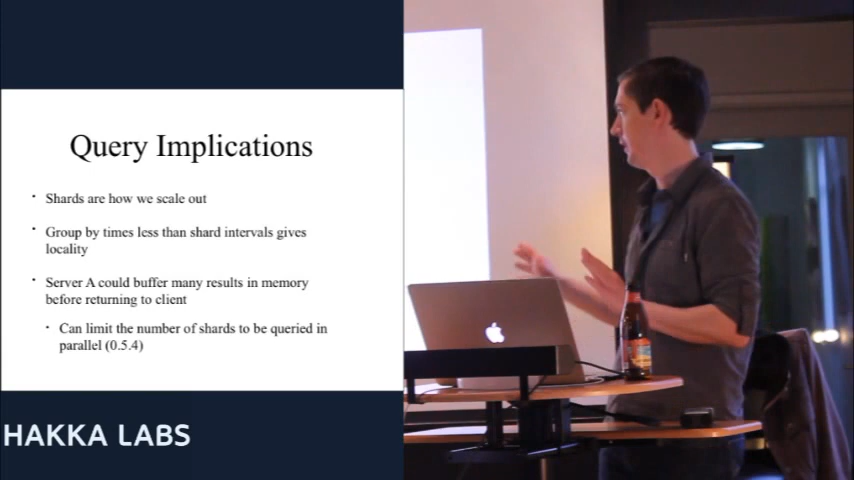 Query Implications
· Shards are how we scale out
· Group by times less than shard intervals gives
locality
· Server A could buffer many results in memory
before returning to client
· Can limit the number of shards to be queried in
parallel (0.5.4)
HAKKA LABS